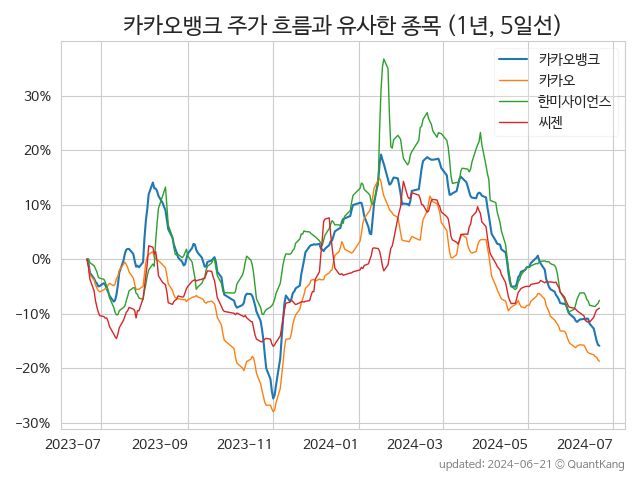 카카오뱅크 주가 흐름과 유사한 종목 (1년, 5일선)
카카오뱅크
카카오
한미사이언스
씨젠
30%
20%
10%
0%
−10%
−20%
−30%
2023-07 2023-09 2023-11 2024-01 2024-03 2024-05 2024-07
updated: 2024-06-21 © QuantKang